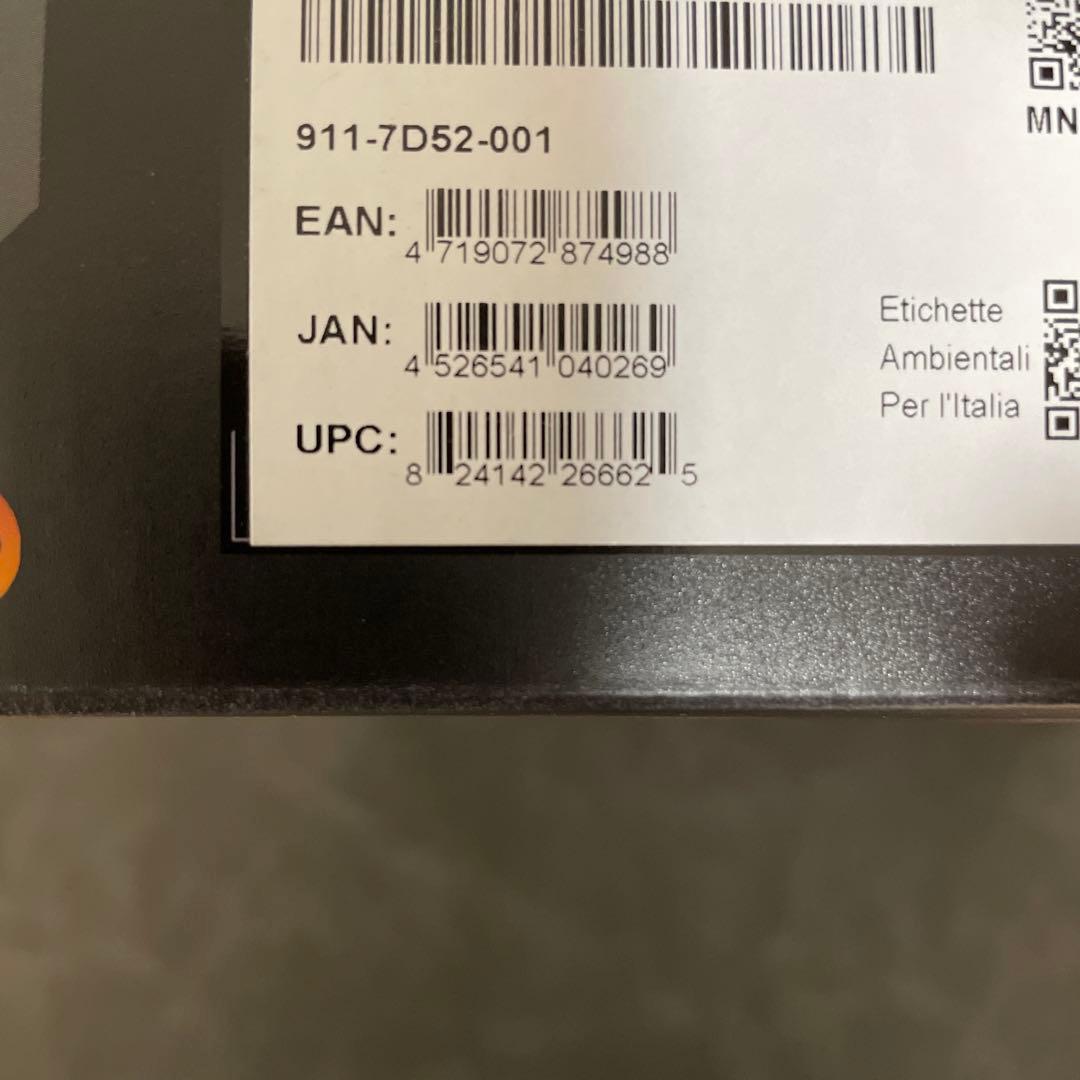 911-7D52-001
MN
EAN:
4 719072 874988
JAN:
4 526541 040269
UPC:
8 24142 26662 5
Etichette
Ambientali
Per l'Italia